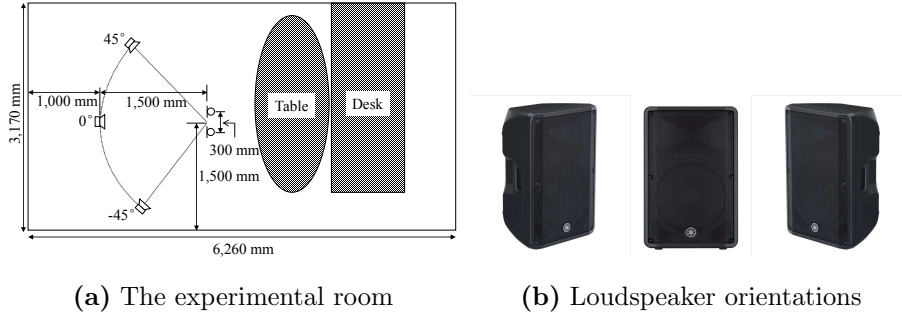 45°
1,000 mm
1,500 mm
0°
3,170 mm
300 mm
1,500 mm
-45°
Table
Desk
6,260 mm
(a) The experimental room
(b) Loudspeaker orientations